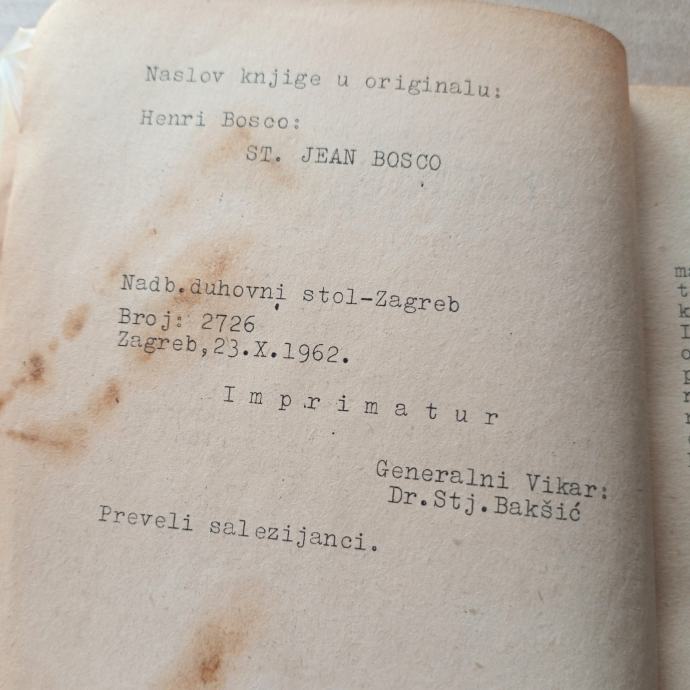 Naslov knjige u originalu:
Henri Bosco:
ST. JEAN BOSCO
Nadb.duhovni stol-Zagreb
Broj: 2726
Zagreb,23.X.1962.
I m p r i m a t u r
Generalni Vikar:
Dr.Stj.Bakšić
Preveli salezijanci.